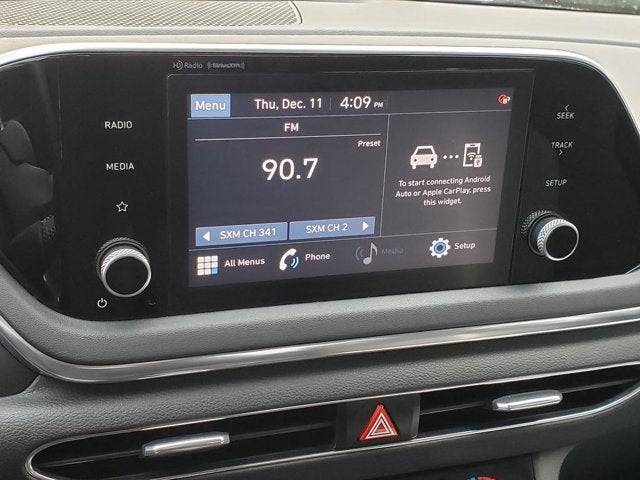 HD Radio (((SiriusXM)))
Menu Thu, Dec. 11 4:09 PM
FM
Preset
90.7
To start connecting Android
Auto or Apple CarPlay, press
this widget.
SXM CH 341 SXM CH 2
All Menus Phone Media Setup
RADIO
MEDIA
SEEK
TRACK
SETUP